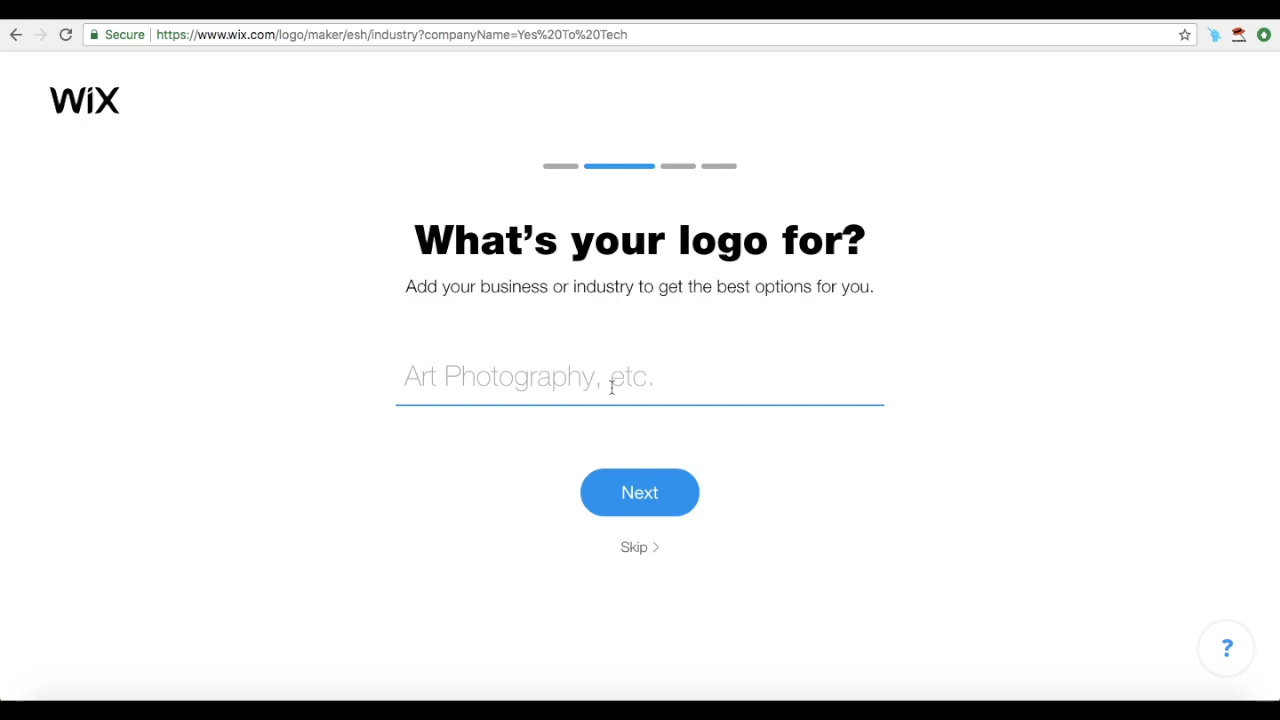 Secure https://www.wix.com/logo/maker/esh/industry?companyName=Yes%20To%20Tech
WiX
What's your logo for?
Add your business or industry to get the best options for you.
Art Photography, etc.
Next
Skip >
?